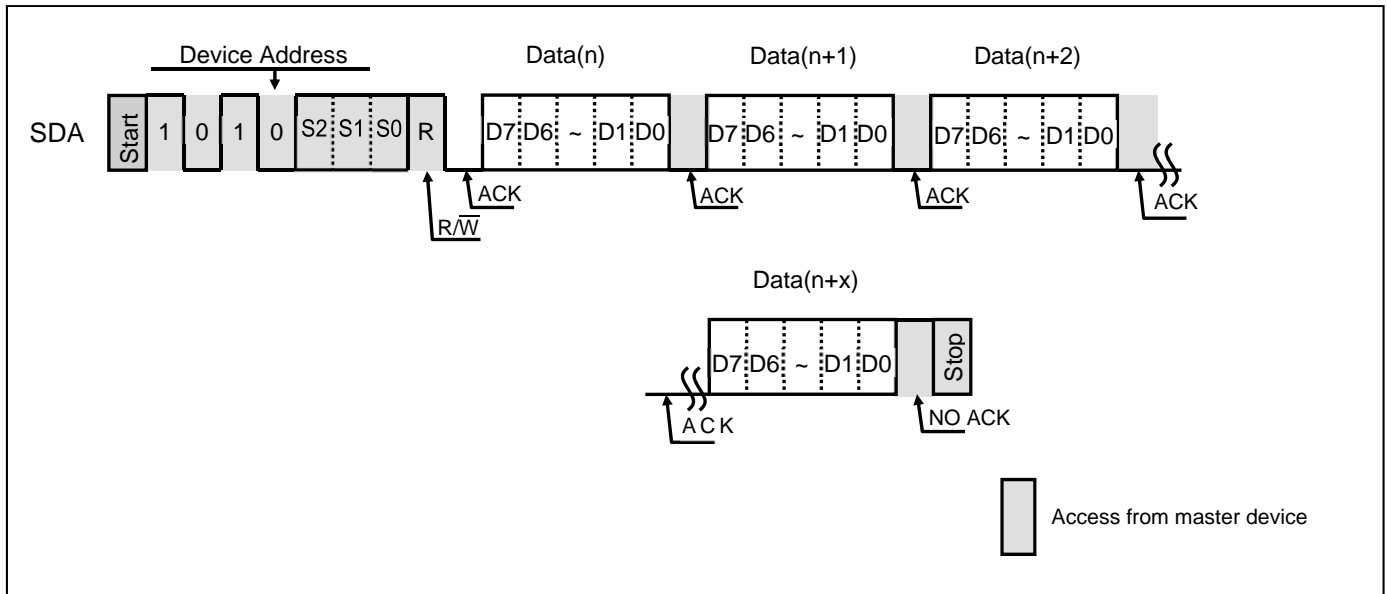 Device Address Data(n) Data(n+1) Data(n+2)
SDA Start 1 0 1 0 S2 S1 S0 R D7 D6 ~ D1 D0 D7 D6 ~ D1 D0 D7 D6 ~ D1 D0
ACK ACK ACK ACK
R/W̅
Data(n+x)
D7 D6 ~ D1 D0 Stop
ACK NO ACK
Access from master device